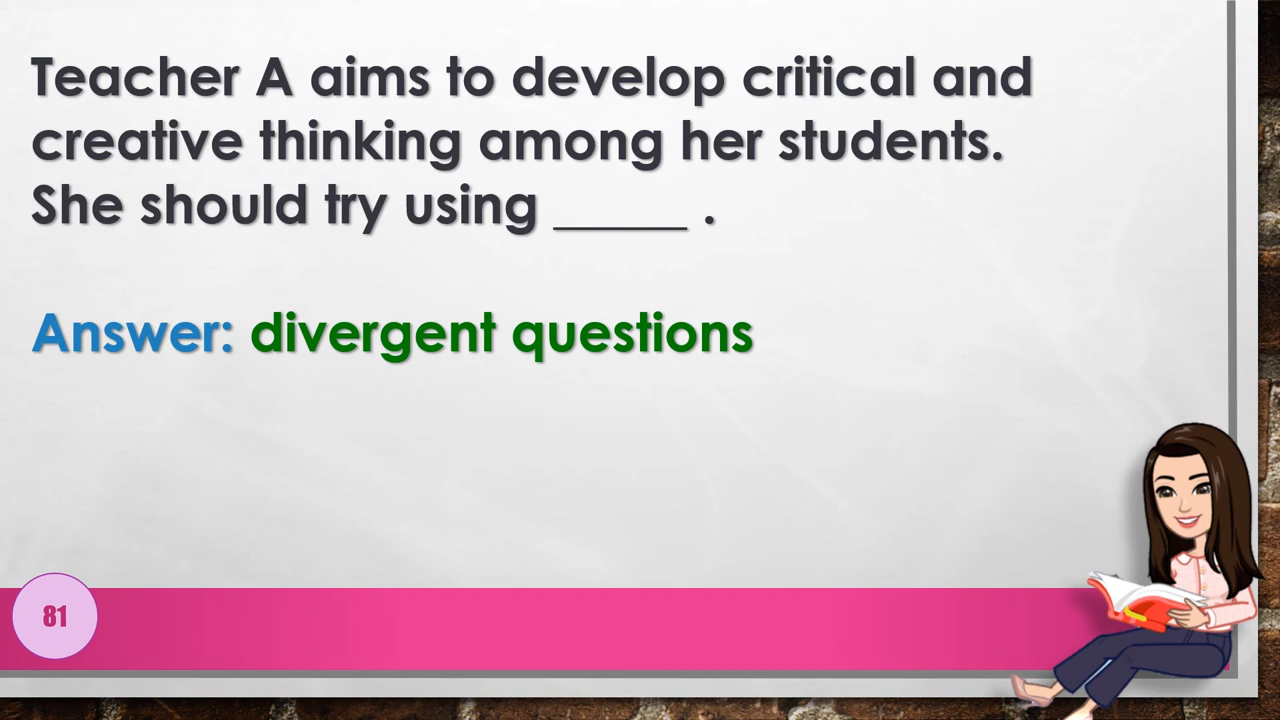 Teacher A aims to develop critical and
creative thinking among her students.
She should try using _____ .
Answer: divergent questions
81